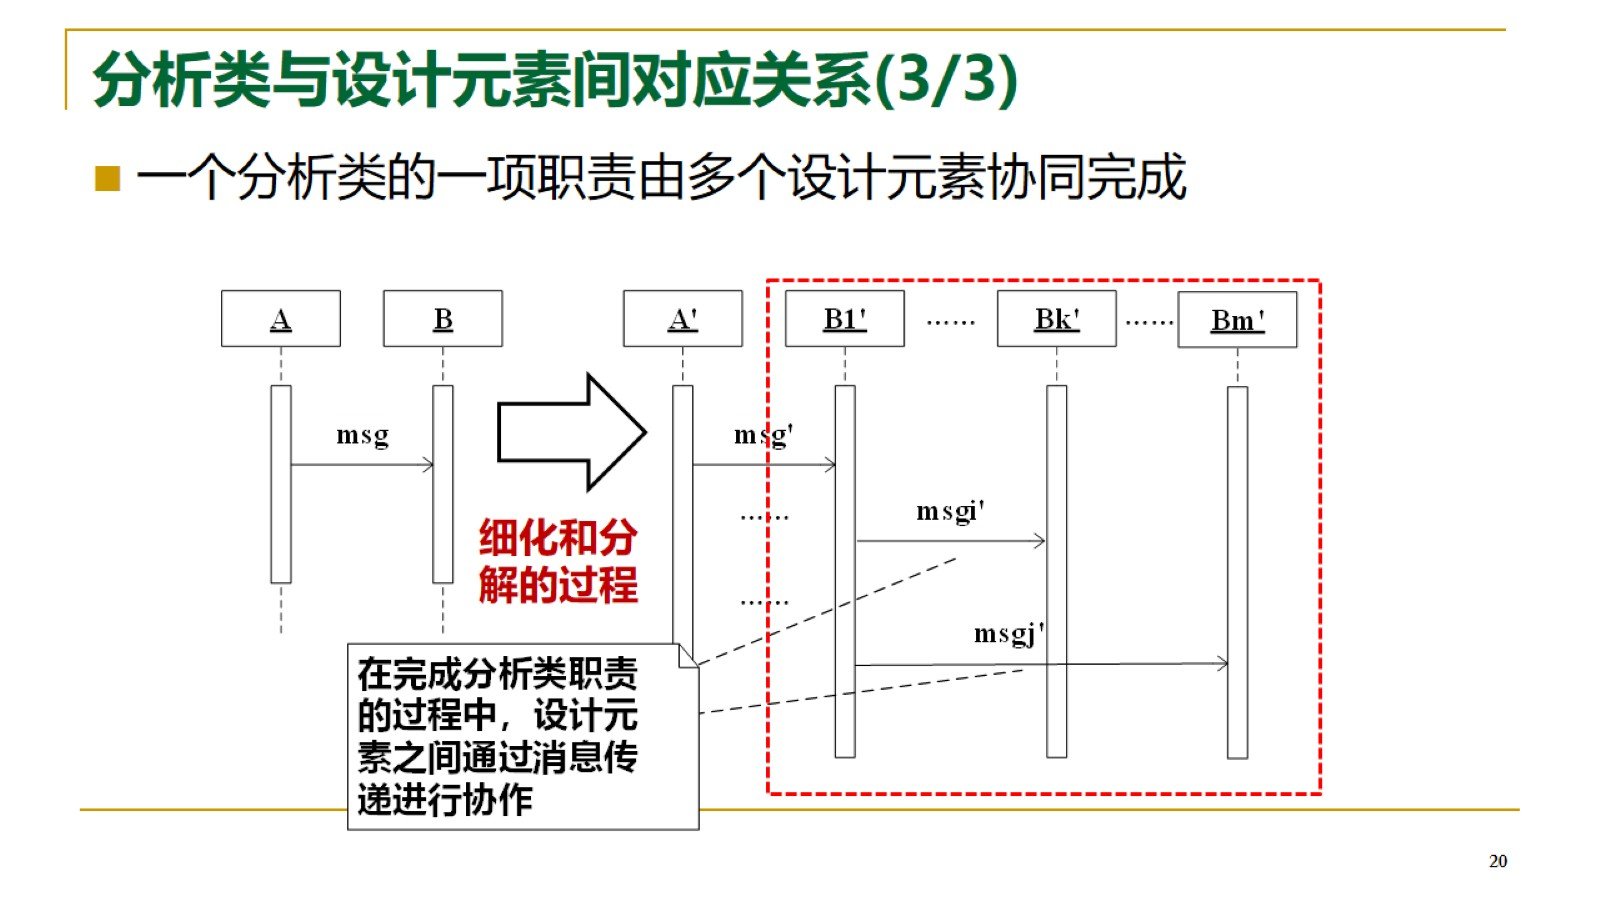 分析类与设计元素间对应关系(3/3)
一个分析类的一项职责由多个设计元素协同完成
A
B
A'
B1'
……
Bk'
……
Bm'
msg
msg'
……
msgi'
细化和分
解的过程
……
msgj'
在完成分析类职责
的过程中，设计元
素之间通过消息传
递进行协作
20